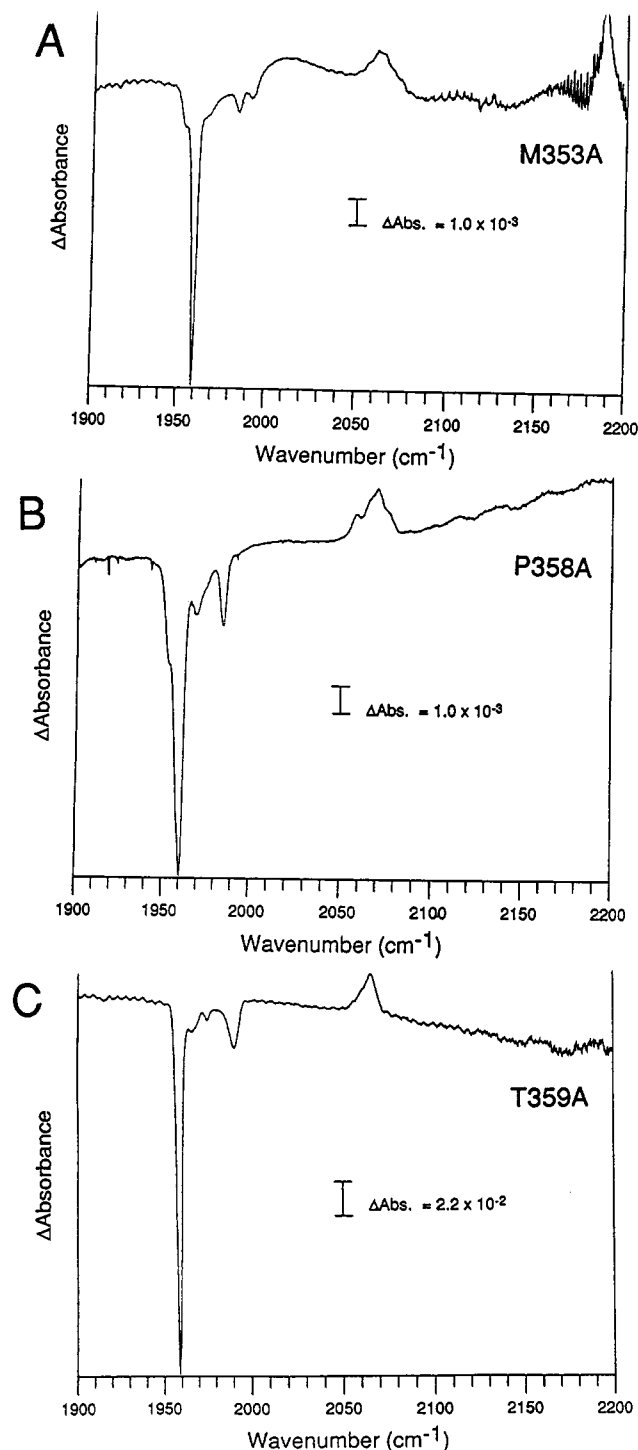 A
M353A
ΔAbsorbance
ΔAbs. = 1.0 x 10⁻³
1900 1950 2000 2050 2100 2150 2200
Wavenumber (cm⁻¹)
B
P358A
ΔAbsorbance
ΔAbs. = 1.0 x 10⁻³
1900 1950 2000 2050 2100 2150 2200
Wavenumber (cm⁻¹)
C
T359A
ΔAbsorbance
ΔAbs. = 2.2 x 10⁻²
1900 1950 2000 2050 2100 2150 2200
Wavenumber (cm⁻¹)